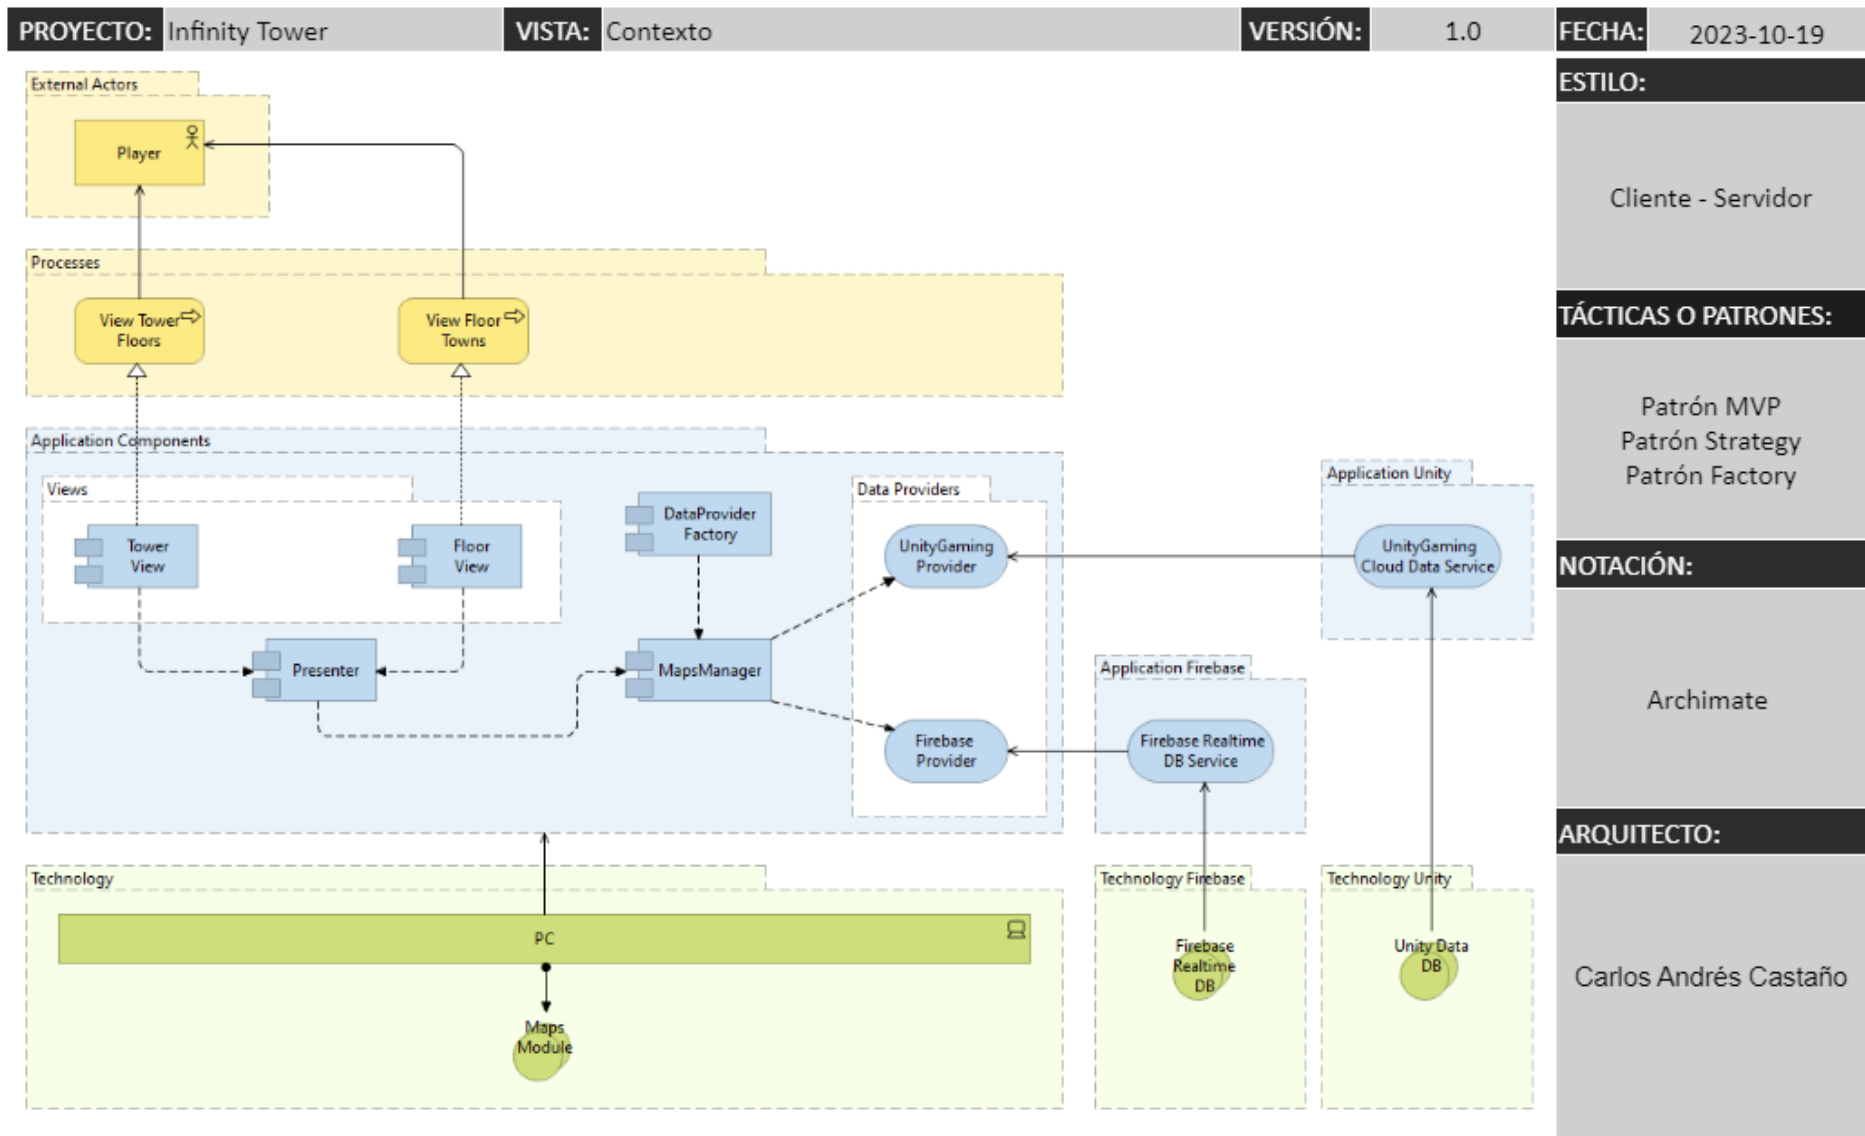 PROYECTO: Infinity Tower VISTA: Contexto VERSIÓN: 1.0 FECHA: 2023-10-19
External Actors
Player
Processes
View Tower
Floors
View Floor
Towns
Application Components
Views
Tower
View
Floor
View
Presenter
DataProvider
Factory
MapsManager
Data Providers
UnityGaming
Provider
Firebase
Provider
Application Unity
UnityGaming
Cloud Data Service
Application Firebase
Firebase Realtime
DB Service
Technology
PC
Maps
Module
Technology Firebase
Firebase
Realtime
DB
Technology Unity
Unity Data
DB
ESTILO:
Cliente - Servidor
TÁCTICAS O PATRONES:
Patrón MVP
Patrón Strategy
Patrón Factory
NOTACIÓN:
Archimate
ARQUITECTO:
Carlos Andrés Castaño